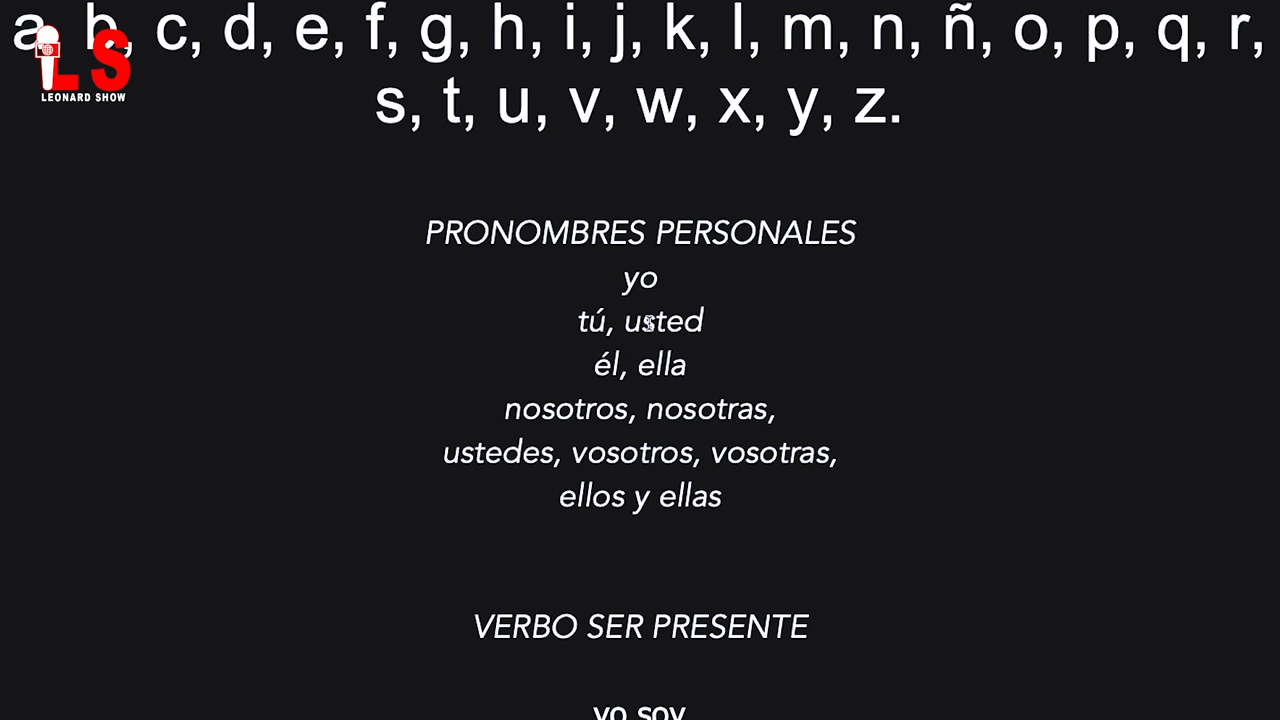 a, b, c, d, e, f, g, h, i, j, k, l, m, n, ñ, o, p, q, r,
s, t, u, v, w, x, y, z.
LS
LEONARD SHOW
PRONOMBRES PERSONALES
yo
tú, usted
él, ella
nosotros, nosotras,
ustedes, vosotros, vosotras,
ellos y ellas
VERBO SER PRESENTE
yo soy